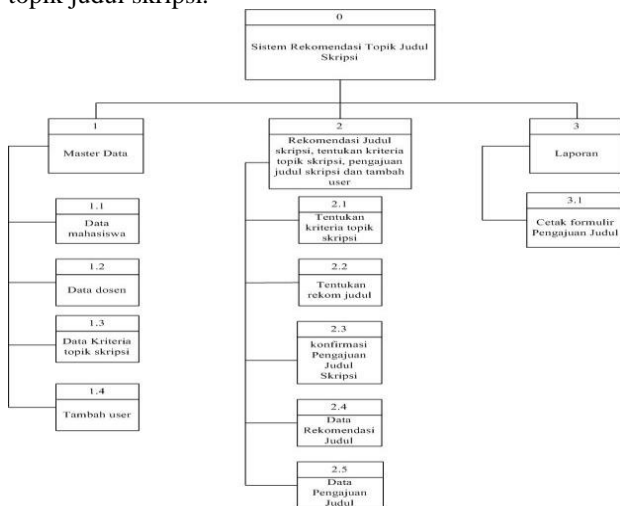 topik judul skripsi.
0
Sistem Rekomendasi Topik Judul
Skripsi
1
Master Data
2
Rekomendasi Judul
skripsi, tentukan kriteria
topik skripsi, pengajuan
judul skripsi dan tambah
user
3
Laporan
1.1
Data
mahasiswa
1.2
Data dosen
1.3
Data Kriteria
topik skripsi
1.4
Tambah user
2.1
Tentukan
kriteria topik
skripsi
2.2
Tentukan
rekom judul
2.3
konfirmasi
Pengajuan
Judul
Skripsi
2.4
Data
Rekomendasi
Judul
2.5
Data
Pengajuan
Judul
3.1
Cetak formulir
Pengajuan Judul